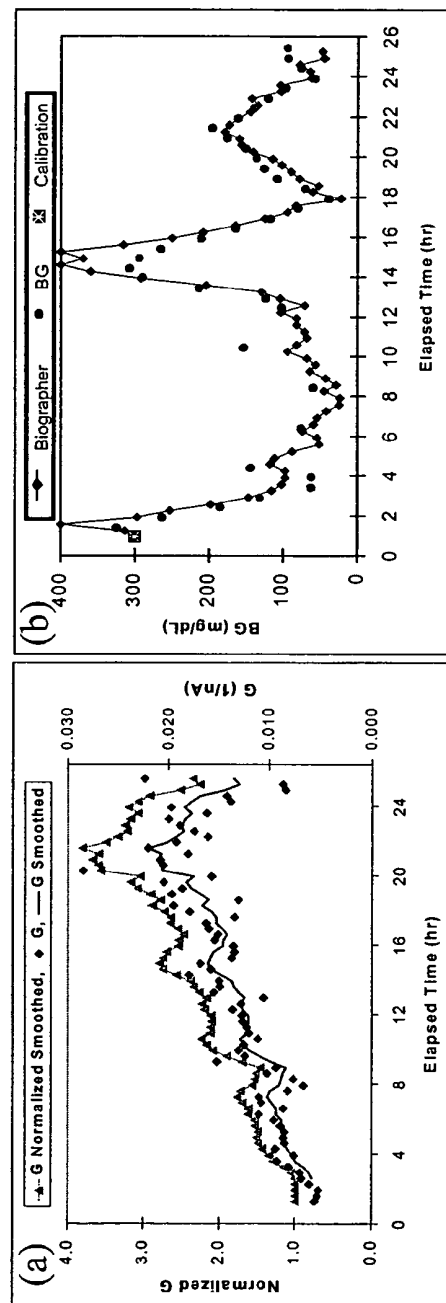 (a)
G Normalized Smoothed, G, G Smoothed
4.0
3.0
2.0
1.0
0.0
Normalized G
0.030
0.020
0.010
0.000
G (1/nA)
0 4 8 12 16 20 24
Elapsed Time (hr)
(b)
Biographer BG Calibration
400
300
200
100
0
BG (mg/dL)
0 2 4 6 8 10 12 14 16 18 20 22 24 26
Elapsed Time (hr)